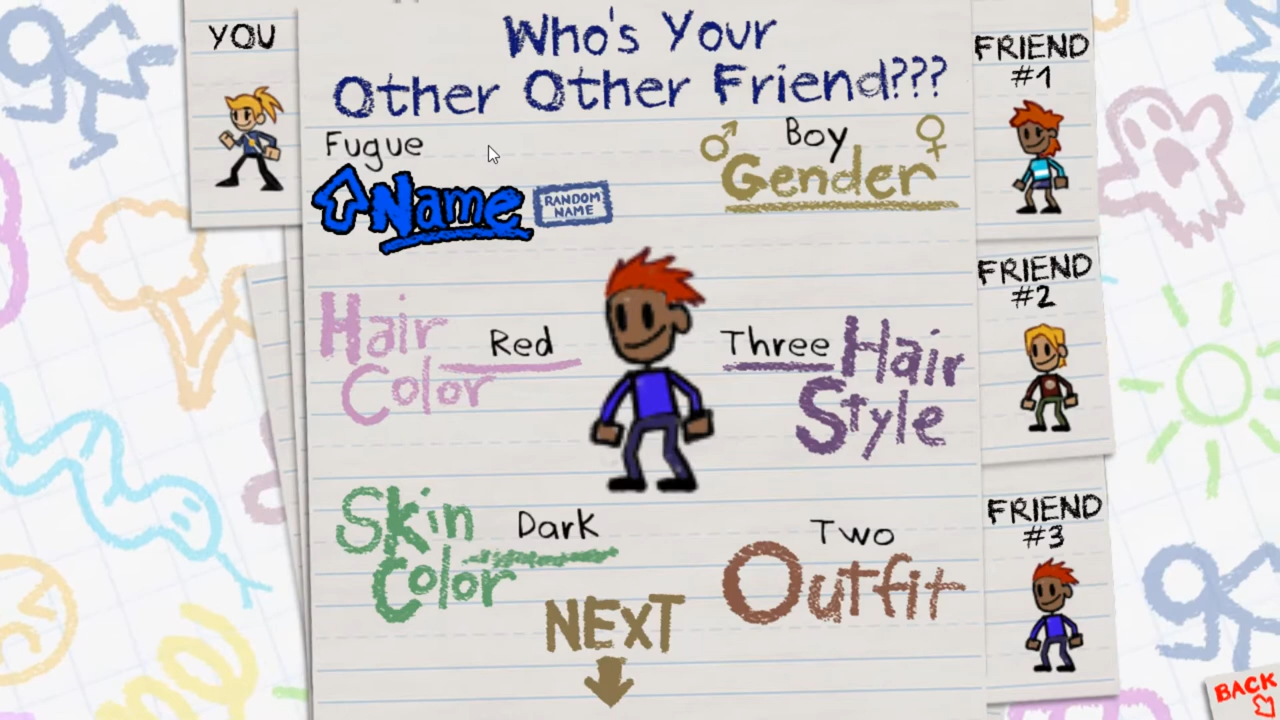 YOU
Who's Your
Other Other Friend???
FRIEND
#1
Fugue
Name
RANDOM
NAME
Boy
Gender
FRIEND
#2
Hair
Color
Red
Three
Hair
Style
Skin
Color
Dark
Two
Outfit
FRIEND
#3
NEXT
BACK